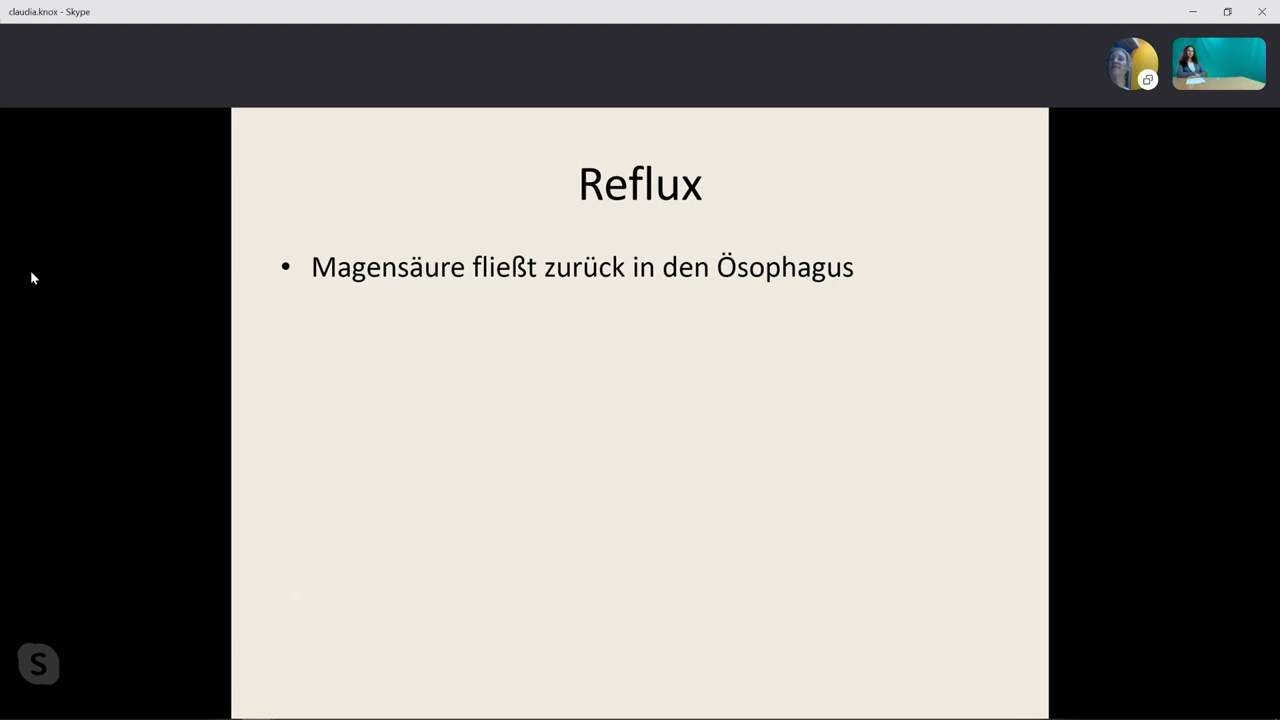 claudia.knox - Skype
Reflux
• Magensäure fließt zurück in den Ösophagus
S